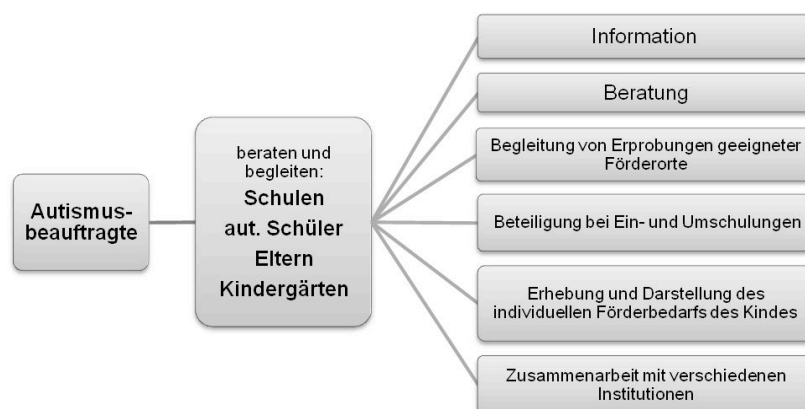 Autismus-
beauftragte
beraten und
begleiten:
Schulen
aut. Schüler
Eltern
Kindergärten
Information
Beratung
Begleitung von Erprobungen geeigneter
Förderorte
Beteiligung bei Ein- und Umschulungen
Erhebung und Darstellung des
individuellen Förderbedarfs des Kindes
Zusammenarbeit mit verschiedenen
Institutionen